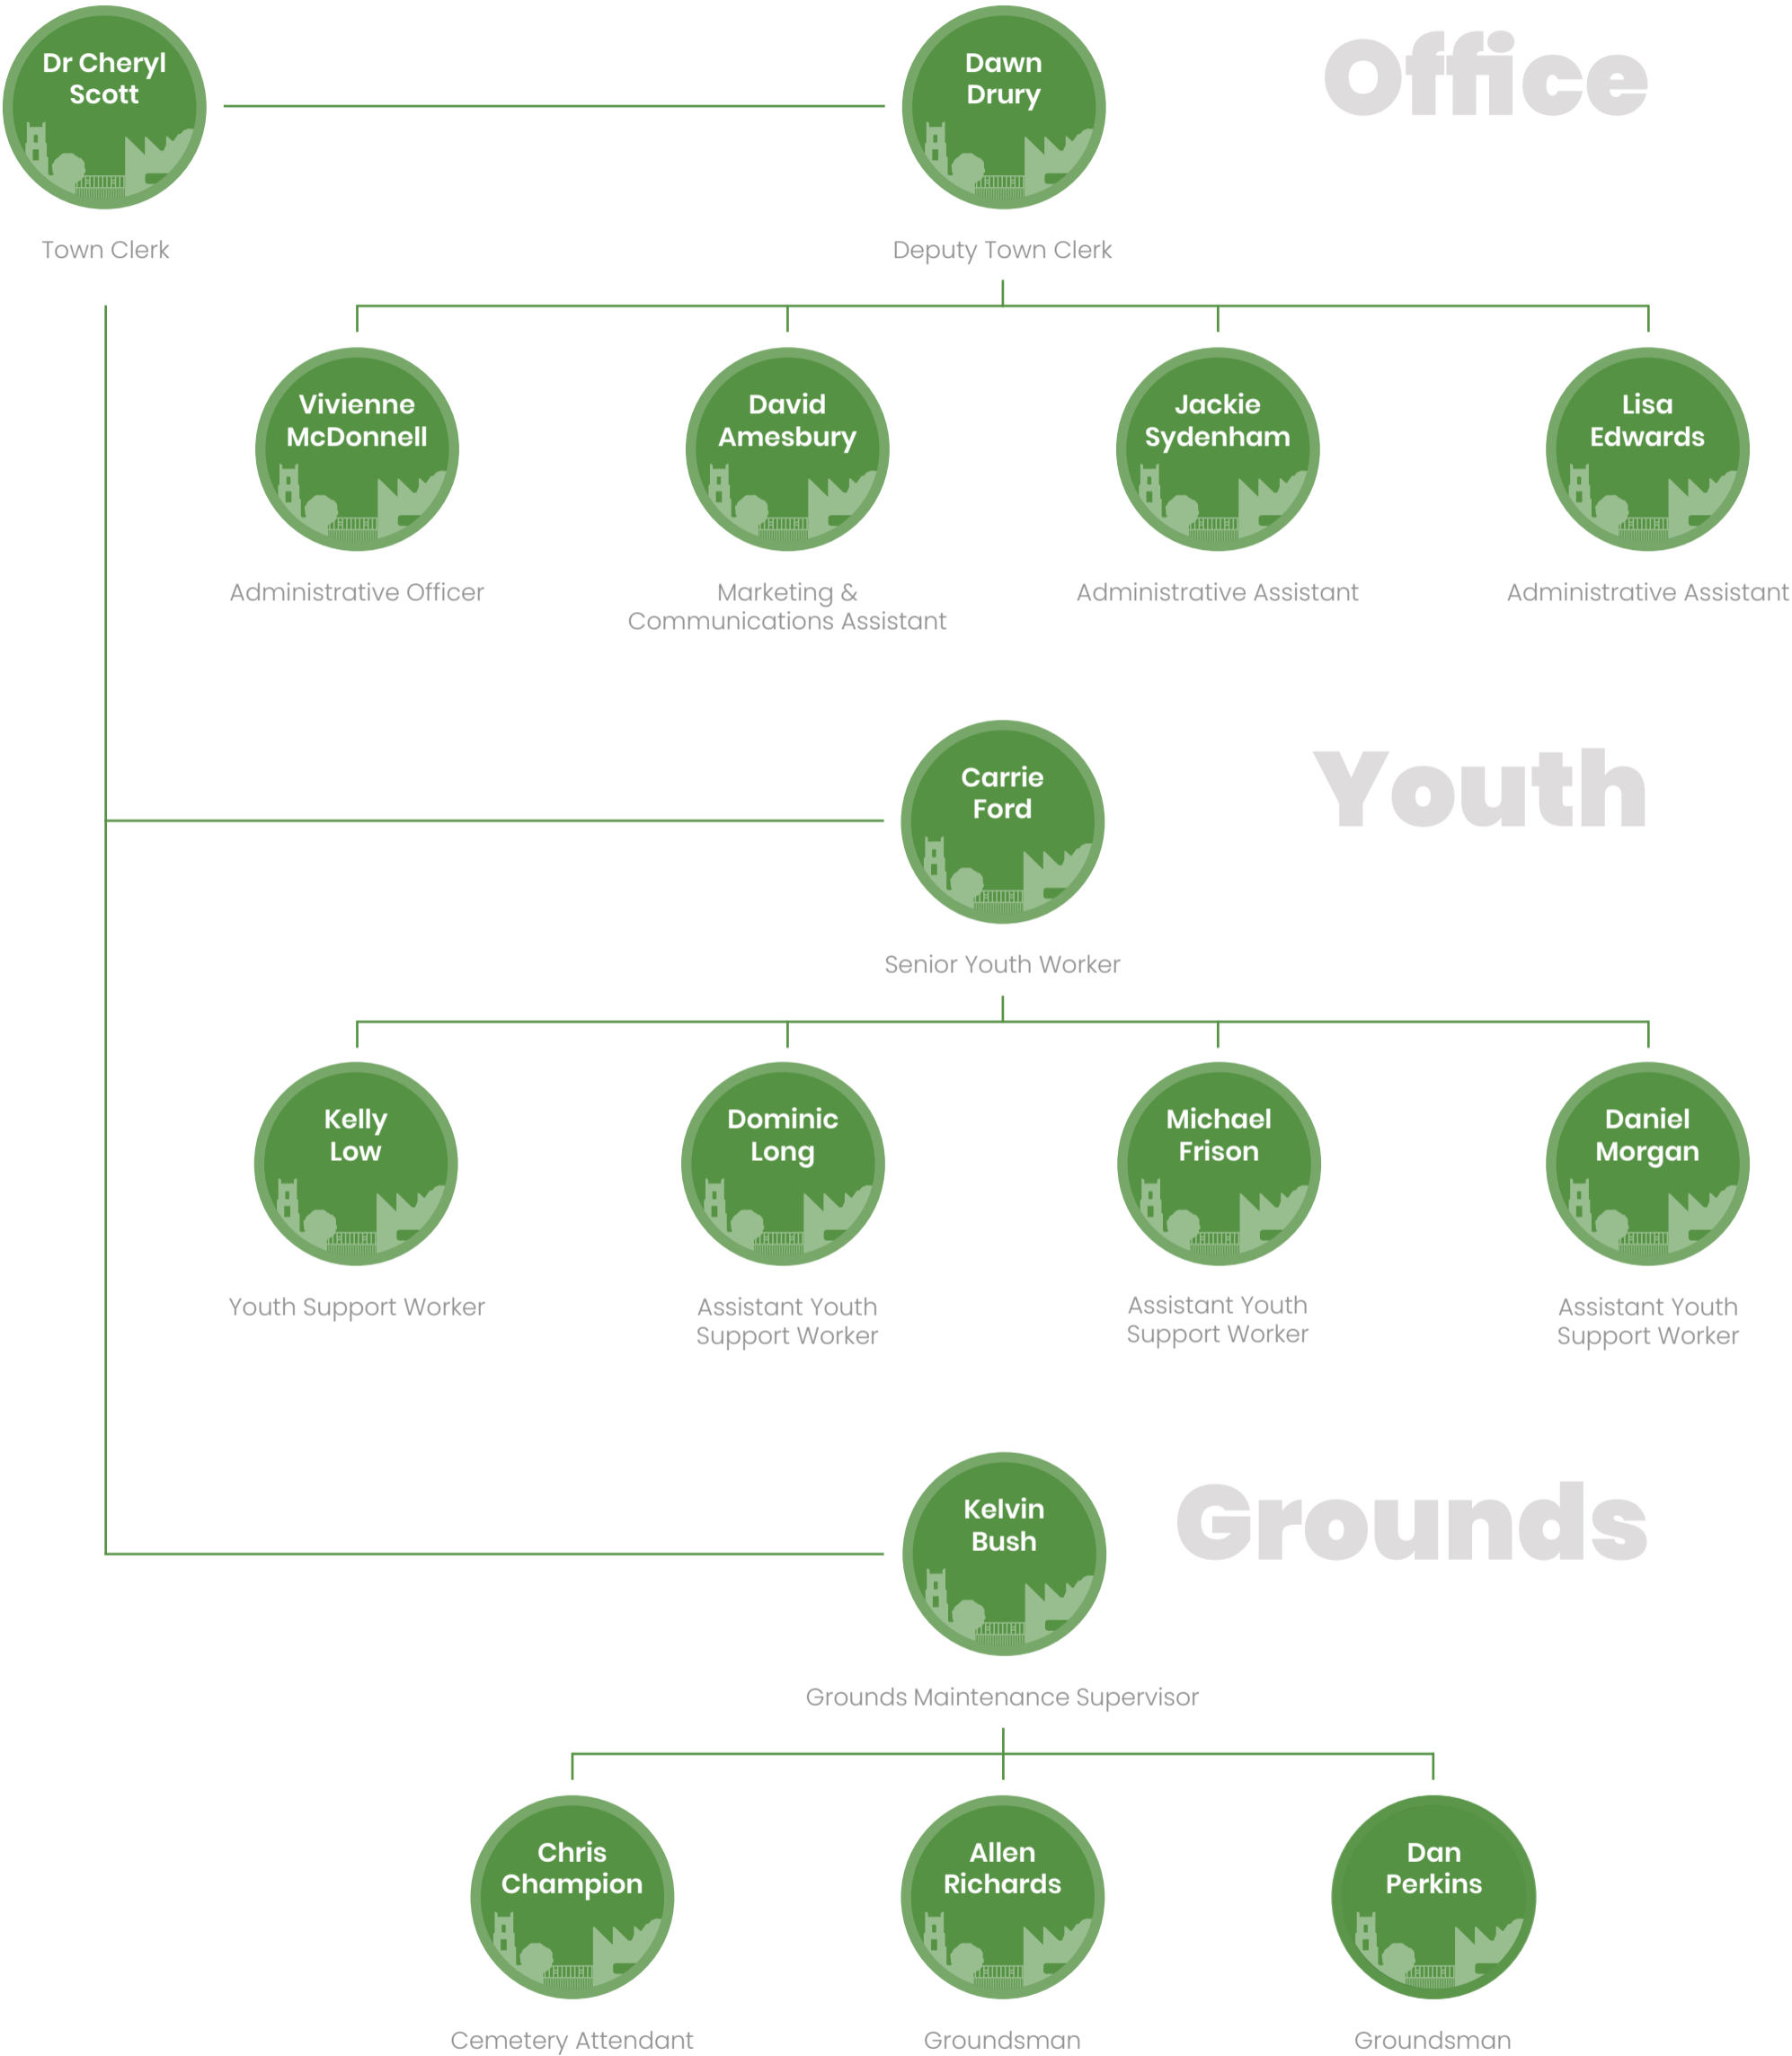 Dr Cheryl
Scott
Town Clerk
Dawn
Drury
Deputy Town Clerk
Office
Vivienne
McDonnell
Administrative Officer
David
Amesbury
Marketing &
Communications Assistant
Jackie
Sydenham
Administrative Assistant
Lisa
Edwards
Administrative Assistant
Carrie
Ford
Senior Youth Worker
Youth
Kelly
Low
Youth Support Worker
Dominic
Long
Assistant Youth
Support Worker
Michael
Frison
Assistant Youth
Support Worker
Daniel
Morgan
Assistant Youth
Support Worker
Kelvin
Bush
Grounds Maintenance Supervisor
Grounds
Chris
Champion
Cemetery Attendant
Allen
Richards
Groundsman
Dan
Perkins
Groundsman